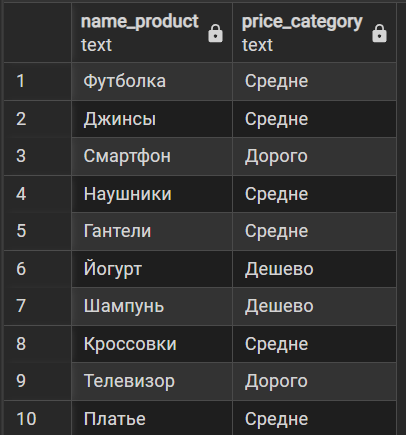 name_product price_category
text text
1 Футболка Средне
2 Джинсы Средне
3 Смартфон Дорого
4 Наушники Средне
5 Гантели Средне
6 Йогурт Дешево
7 Шампунь Дешево
8 Кроссовки Средне
9 Телевизор Дорого
10 Платье Средне